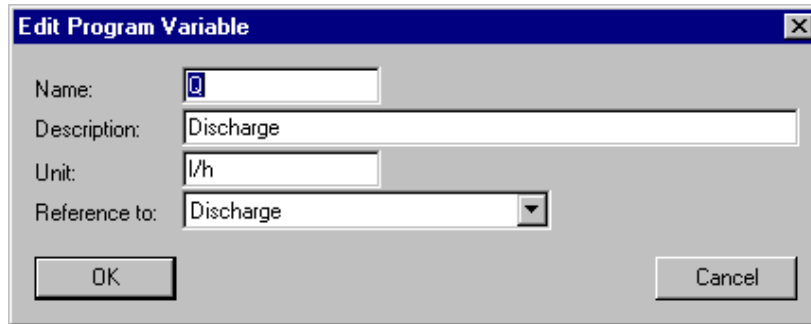 Edit Program Variable
Name: Q
Description: Discharge
Unit: l/h
Reference to: Discharge
OK Cancel